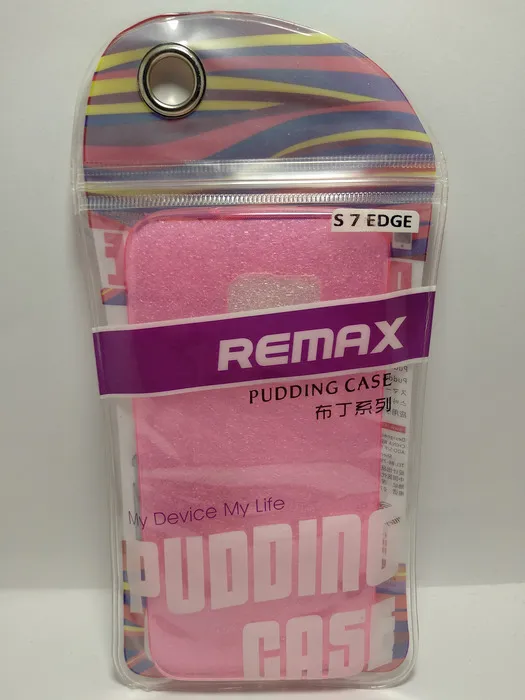 S 7 EDGE
REMAX
PUDDING CASE
布丁系列
My Device My Life
PUDDING
CASE